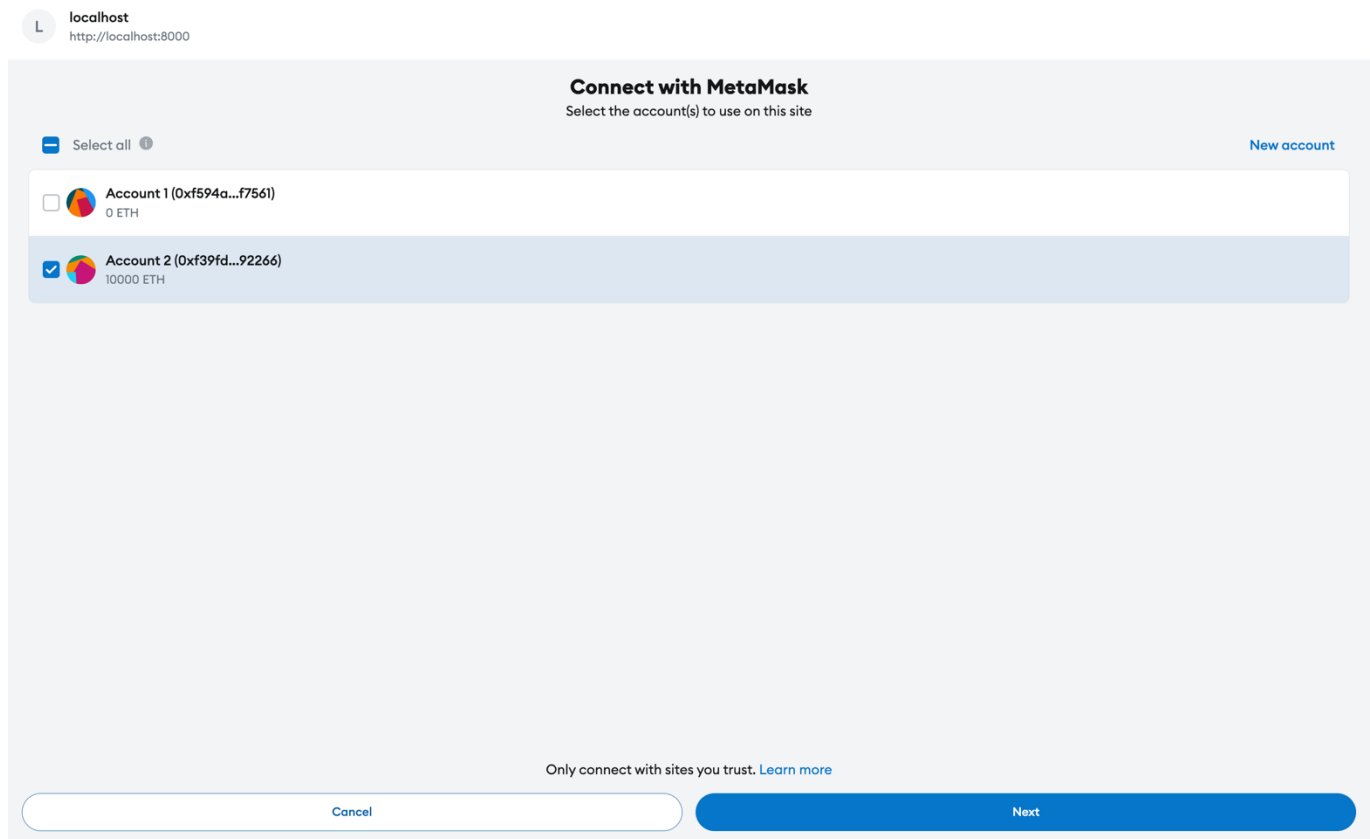 L
localhost
http://localhost:8000
Connect with MetaMask
Select the account(s) to use on this site
Select all i
New account
Account 1 (0xf594a...f7561)
0 ETH
Account 2 (0xf39fd...92266)
10000 ETH
Only connect with sites you trust. Learn more
Cancel
Next